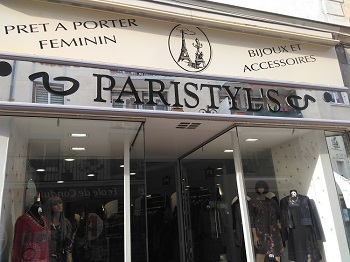 PRET A PORTER
FEMININ
BIJOUX ET
ACCESSOIRES
PARISTYL'S